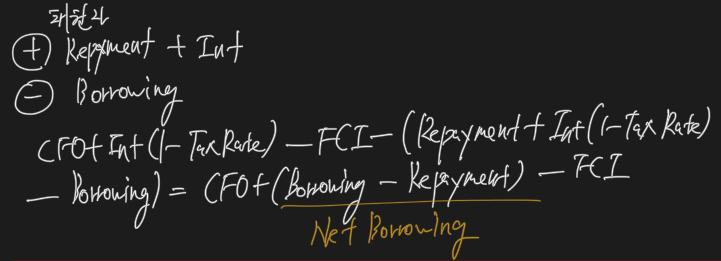 채권자
⊕ Repayment + Int
⊖ Borrowing
CFO + Int(1-Tax Rate) - FCI - (Repayment + Int(1-Tax Rate)
- Borrowing) = CFO + (Borrowing - Repayment) - FCI
Net Borrowing